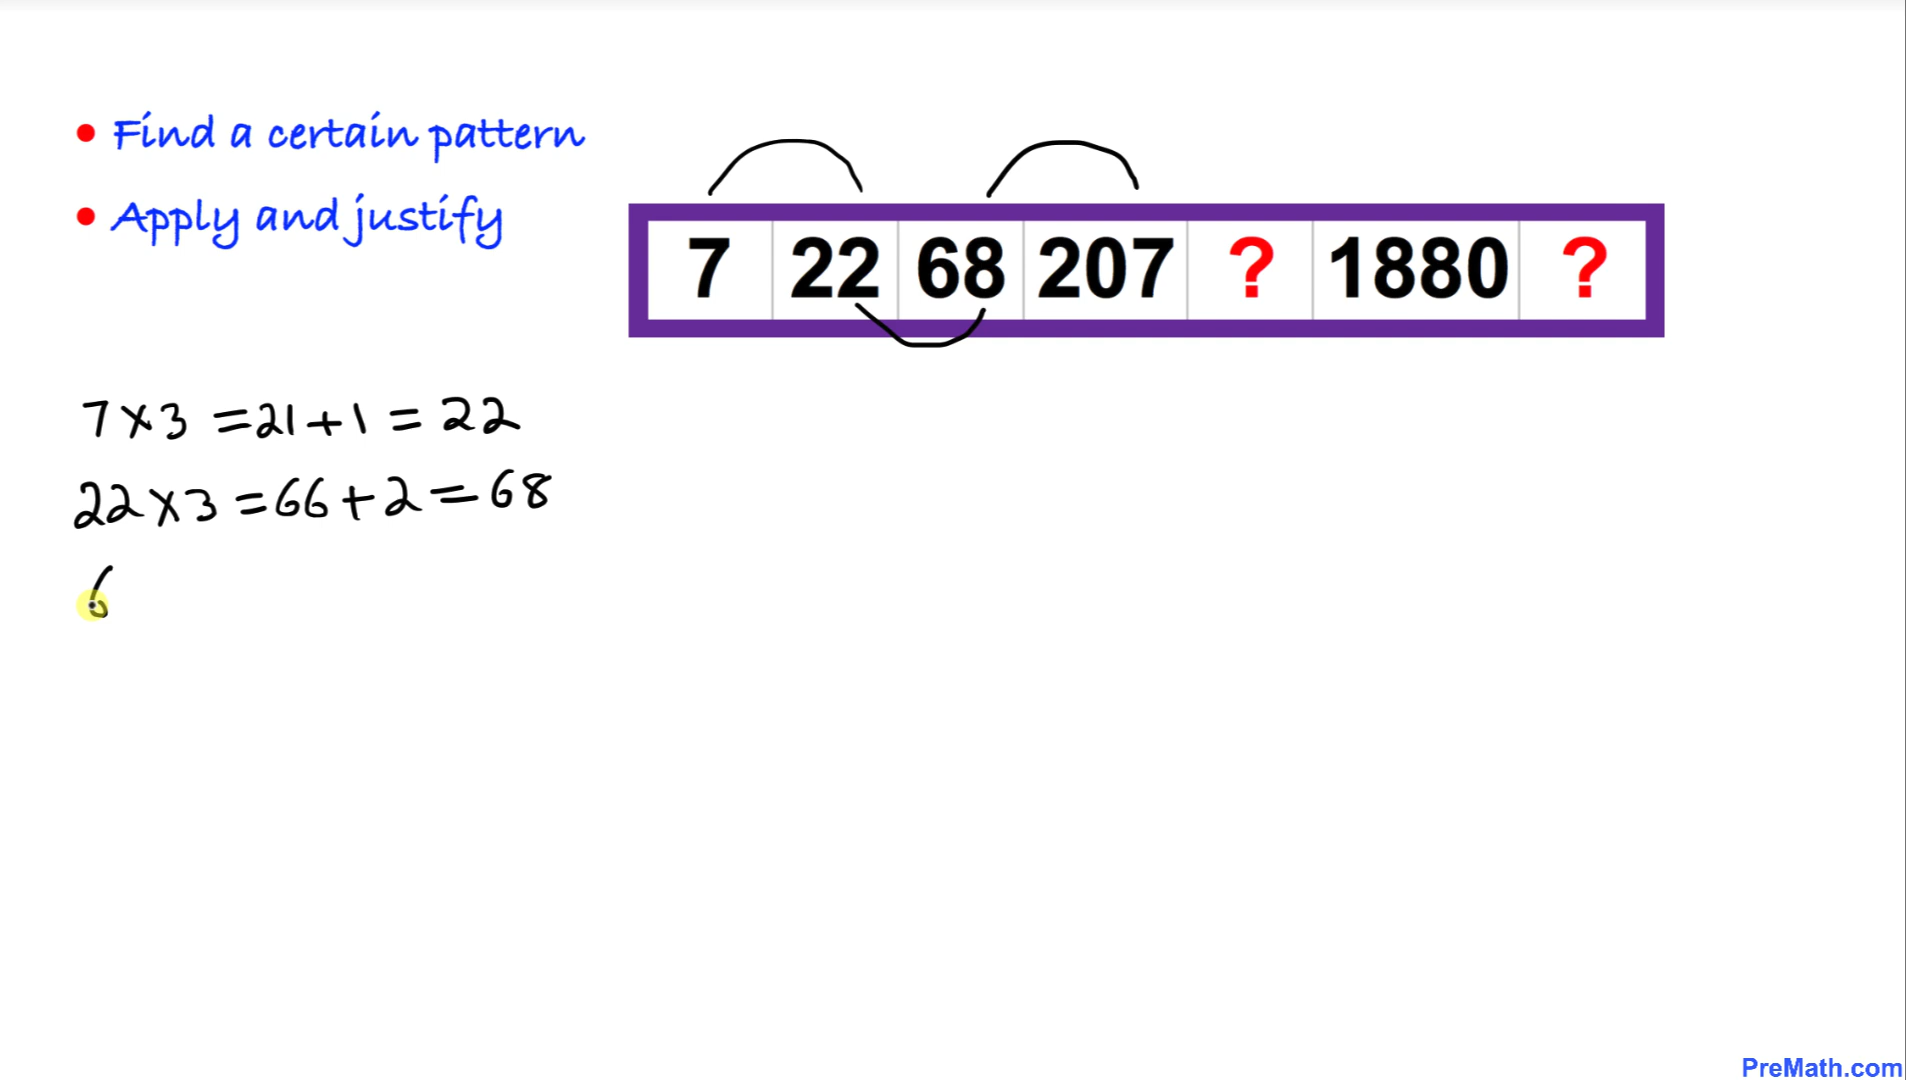 • Find a certain pattern
• Apply and justify
7 22 68 207 ? 1880 ?
7 × 3 = 21 + 1 = 22
22 × 3 = 66 + 2 = 68
6
PreMath.com